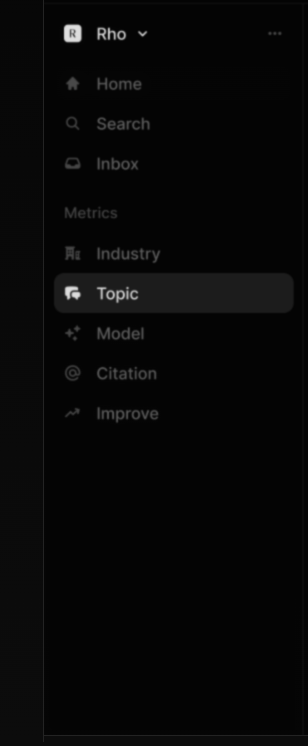 R Rho
Home
Search
Inbox
Metrics
Industry
Topic
Model
Citation
Improve